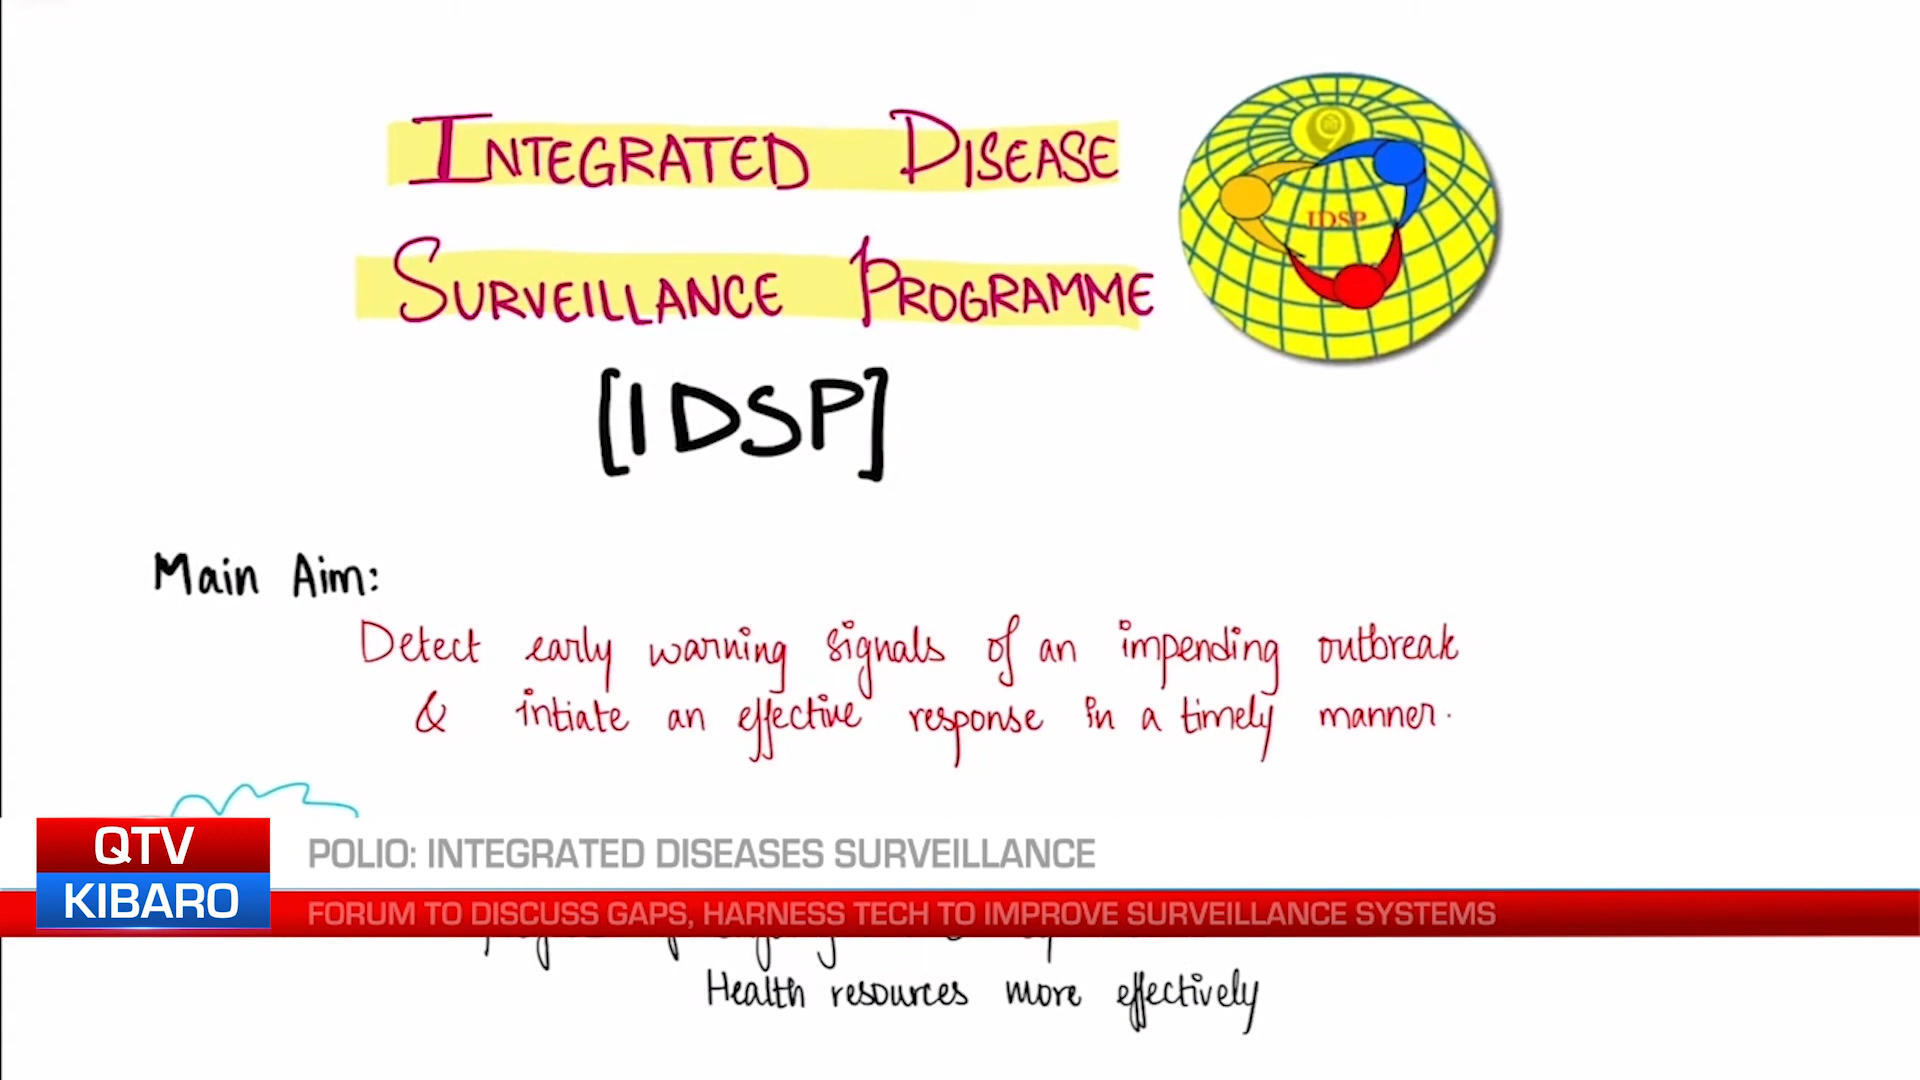 INTEGRATED DISEASE
SURVEILLANCE PROGRAMME
IDSP
[IDSP]
Main Aim:
Detect early warning signals of an impending outbreak
& intiate an effective response in a timely manner.
QTV
KIBARO
POLIO: INTEGRATED DISEASES SURVEILLANCE
FORUM TO DISCUSS GAPS, HARNESS TECH TO IMPROVE SURVEILLANCE SYSTEMS
Health resources more effectively